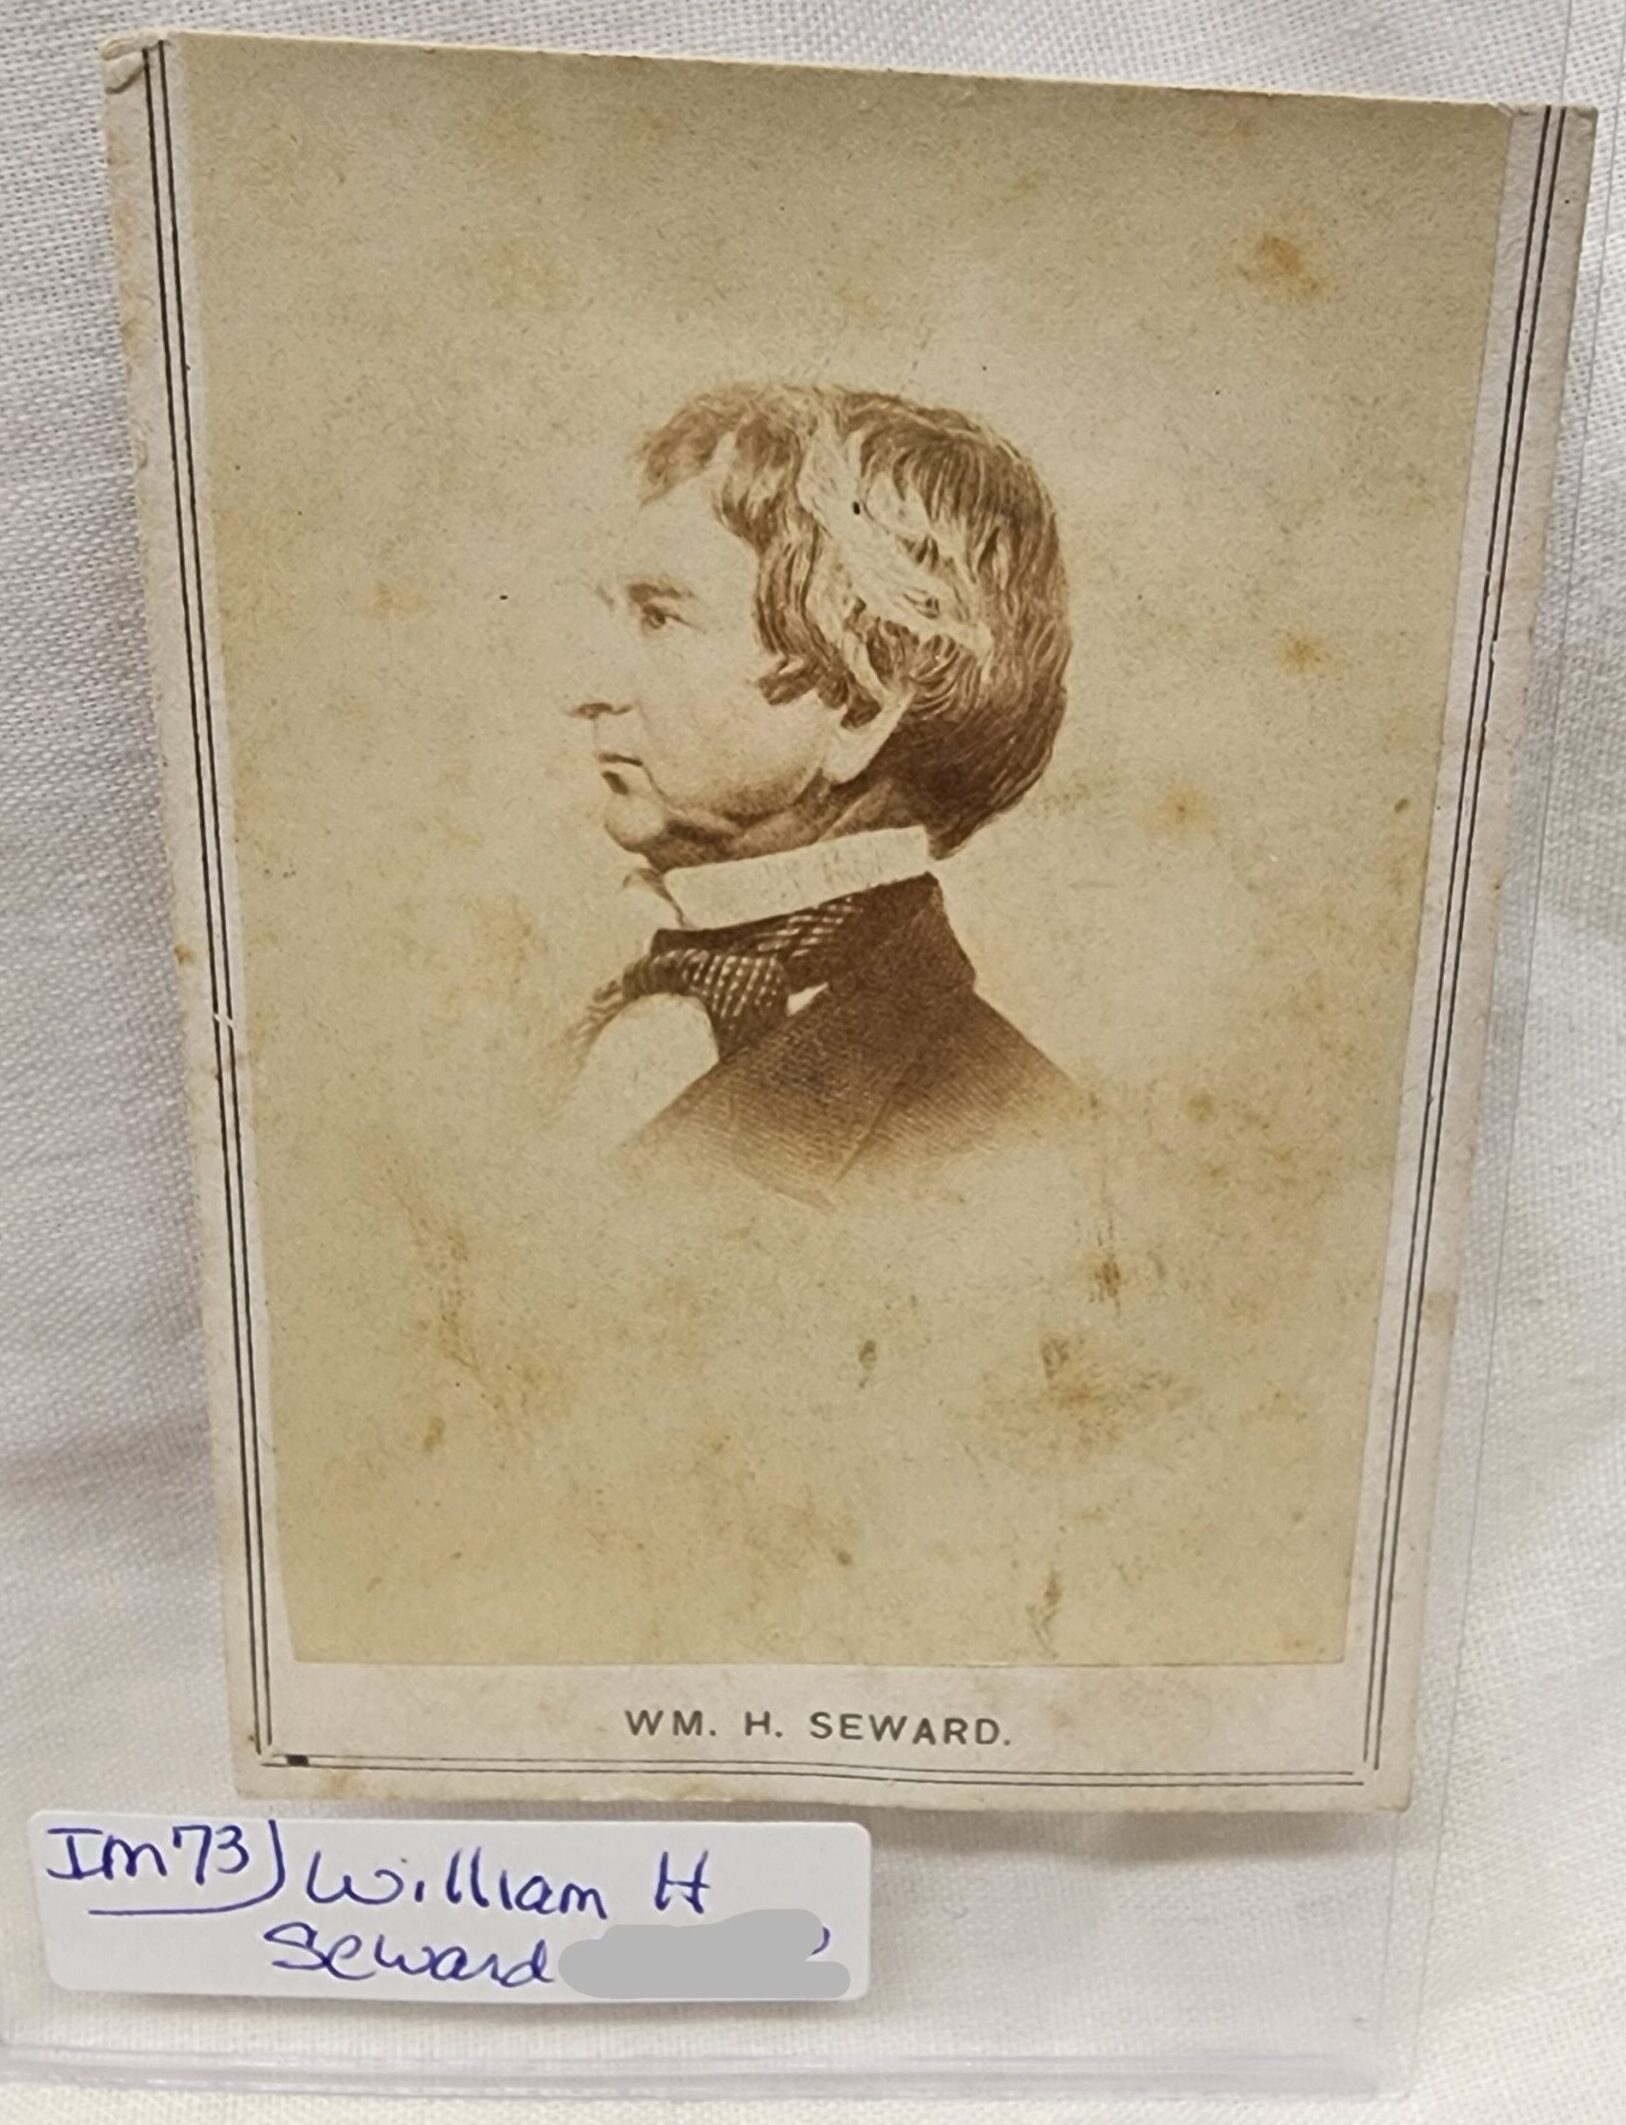 WM. H. SEWARD.
Im73) William H
Seward